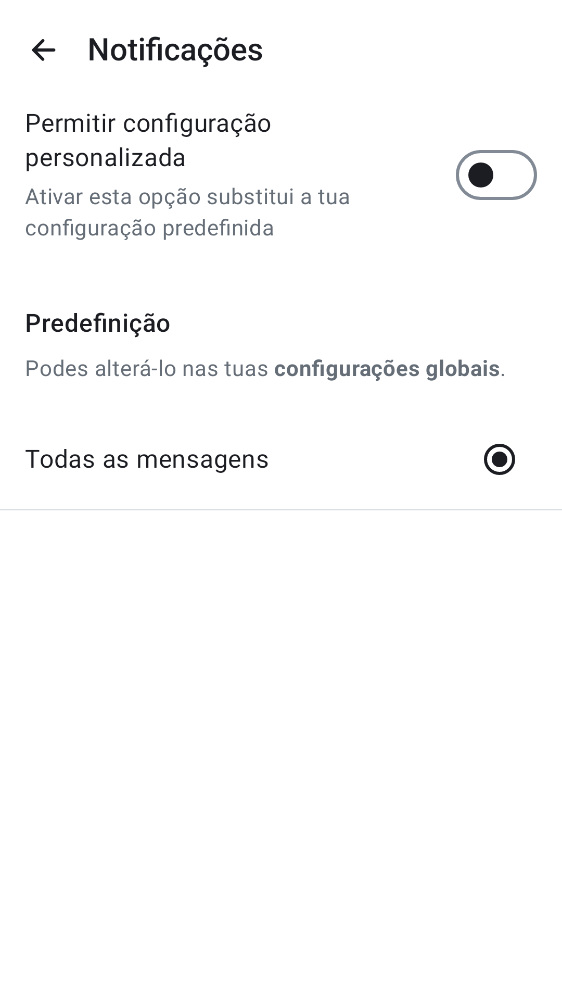 Notificações
Permitir configuração
personalizada
Ativar esta opção substitui a tua
configuração predefinida
Predefinição
Podes alterá-lo nas tuas configurações globais.
Todas as mensagens